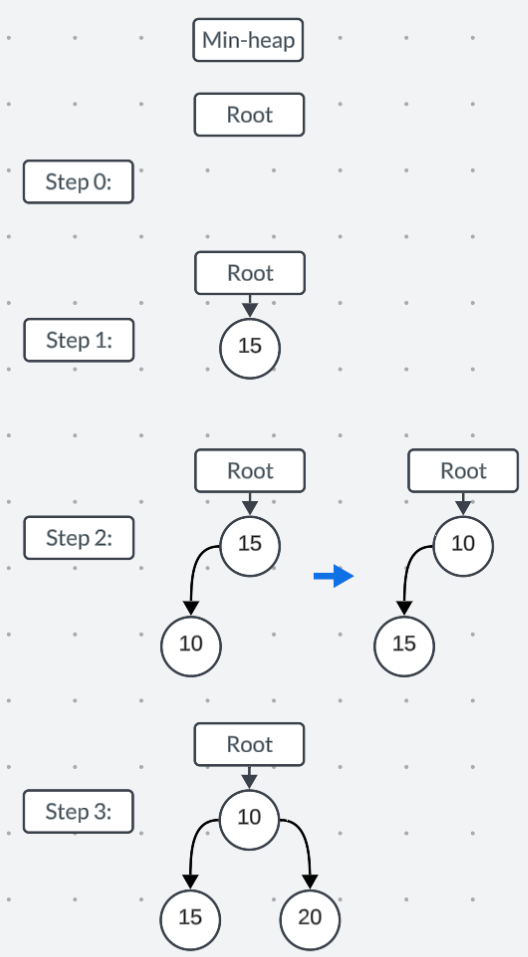 Min-heap
Root
Step 0:
Root
Step 1:
15
Root
Root
Step 2:
15
10
10
15
Root
Step 3:
10
15
20